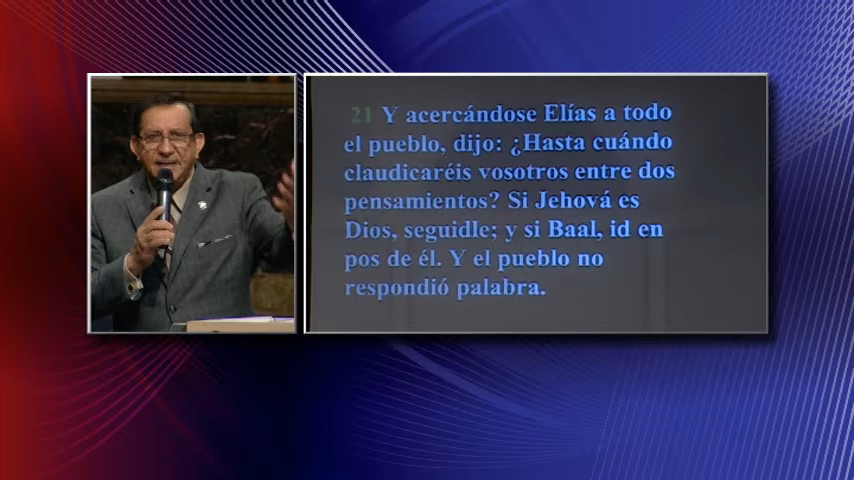 21 Y acercándose Elías a todo
el pueblo, dijo: ¿Hasta cuándo
claudicaréis vosotros entre dos
pensamientos? Si Jehová es
Dios, seguidle; y si Baal, id en
pos de él. Y el pueblo no
respondió palabra.